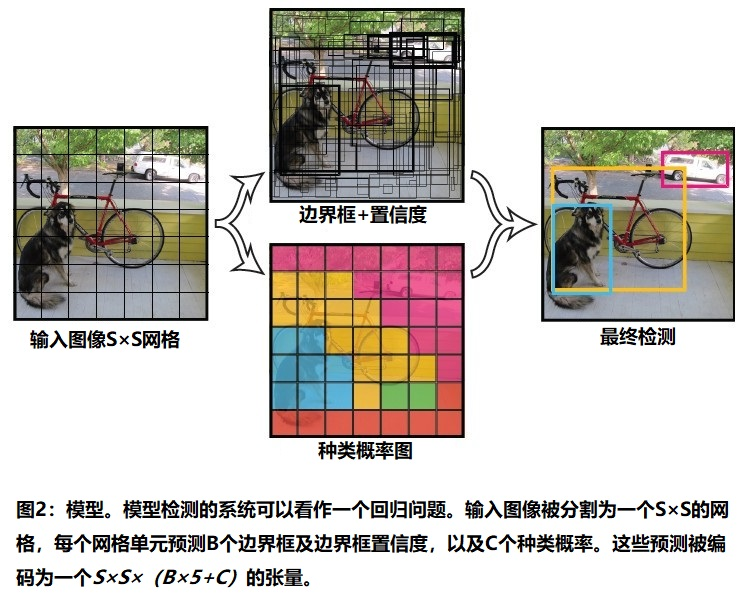 边界框+置信度
输入图像S×S网格
最终检测
种类概率图
图2：模型。模型检测的系统可以看作一个回归问题。输入图像被分割为一个S×S的网
格，每个网格单元预测B个边界框及边界框置信度，以及C个种类概率。这些预测被编
码为一个S×S×（B×5+C）的张量。